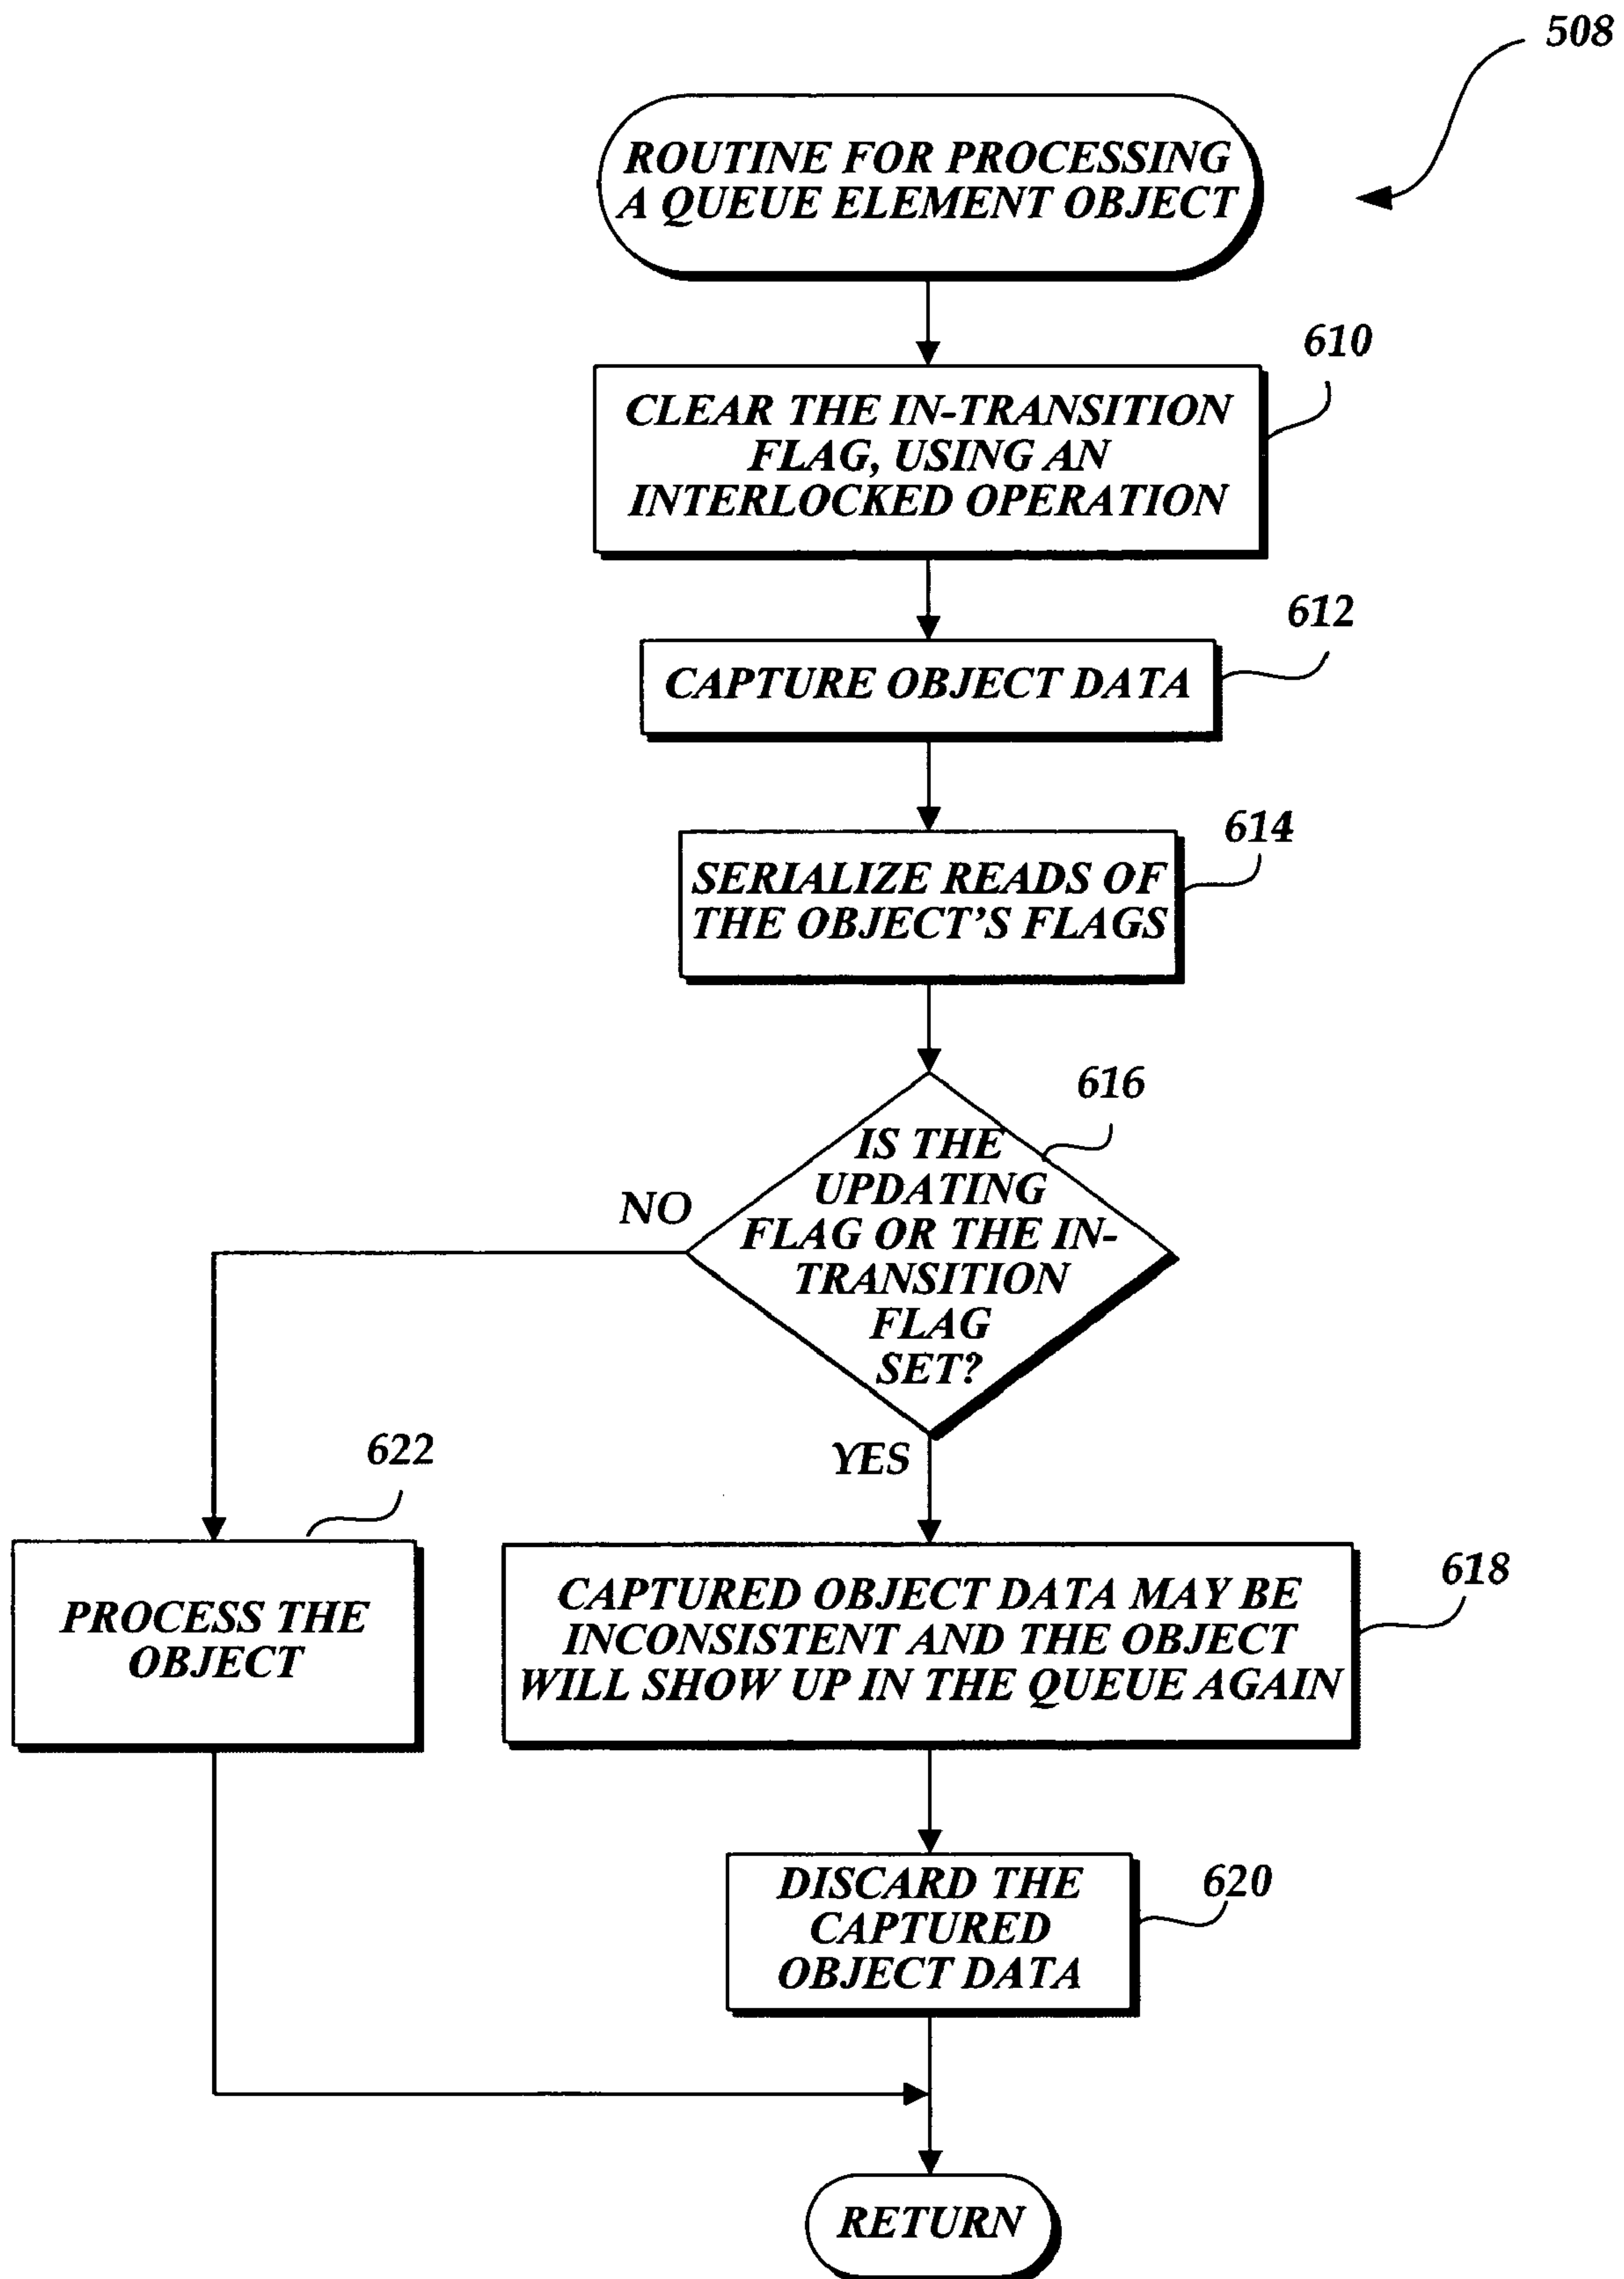 508
ROUTINE FOR PROCESSING
A QUEUE ELEMENT OBJECT
610
CLEAR THE IN-TRANSITION
FLAG, USING AN
INTERLOCKED OPERATION
612
CAPTURE OBJECT DATA
614
SERIALIZE READS OF
THE OBJECT'S FLAGS
616
IS THE
UPDATING
FLAG OR THE IN-
TRANSITION
FLAG
SET?
NO
YES
622
PROCESS THE
OBJECT
618
CAPTURED OBJECT DATA MAY BE
INCONSISTENT AND THE OBJECT
WILL SHOW UP IN THE QUEUE AGAIN
620
DISCARD THE
CAPTURED
OBJECT DATA
RETURN